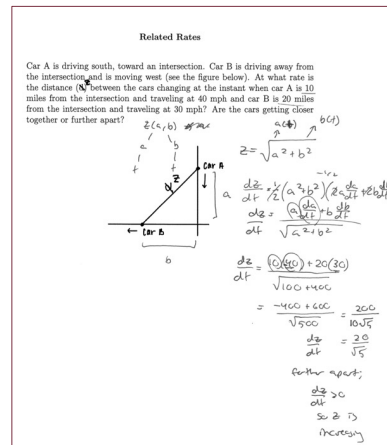 Related Rates
Car A is driving south, toward an intersection. Car B is driving away from
the intersection and is moving west (see the figure below). At what rate is
the distance z between the cars changing at the instant when car A is 10
miles from the intersection and traveling at 40 mph and car B is 20 miles
from the intersection and traveling at 30 mph? Are the cars getting closer
together or further apart?
z(a,b)
a b
t t
a(t) b(t)
z = √a²+b²
Car A
z
a
Car B
b
dz/dt = 1/2 (a²+b²)^-1/2 (2a da/dt + 2b db/dt)
dz/dt = (a da/dt + b db/dt) / √a²+b²
dz/dt = (10(40) + 20(30)) / √100+400
= (-400+600) / √500 = 200 / 10√5
dz/dt = 20/√5
further apart;
dz/dt >0
so z is
increasing